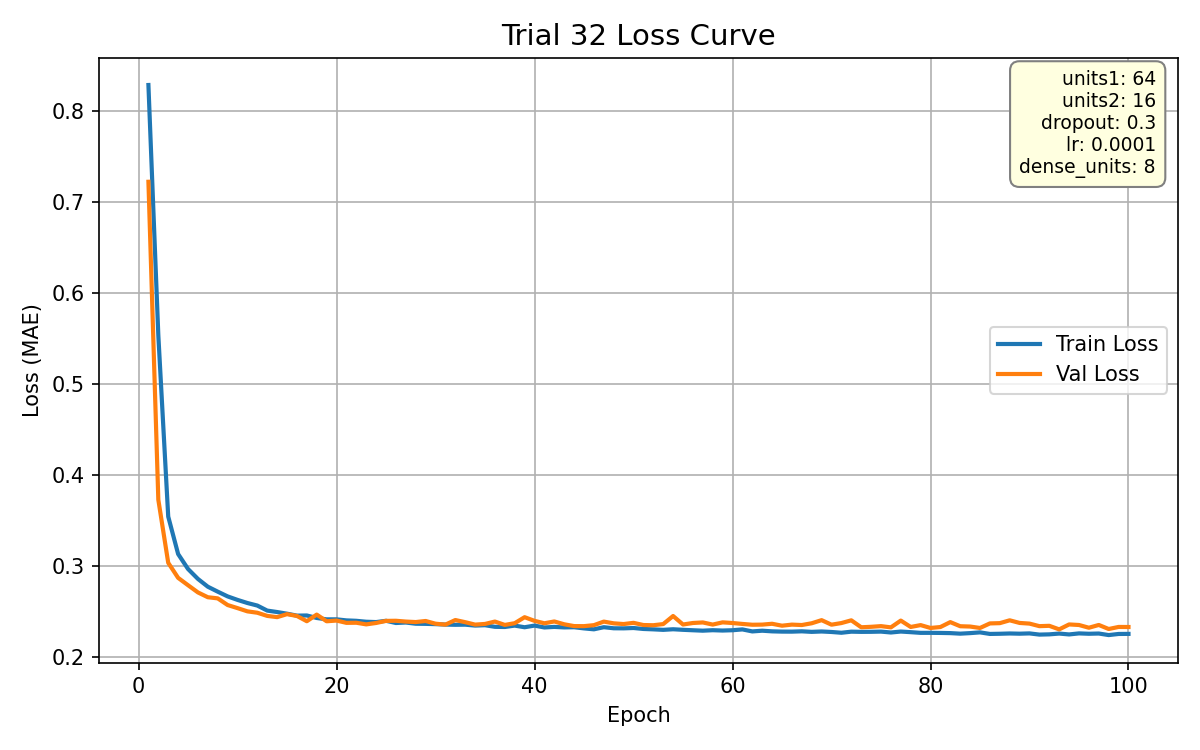 Trial 32 Loss Curve
units1: 64
units2: 16
dropout: 0.3
lr: 0.0001
dense_units: 8
Loss (MAE)
0.8
0.7
0.6
0.5
0.4
0.3
0.2
Train Loss
Val Loss
0 20 40 60 80 100
Epoch